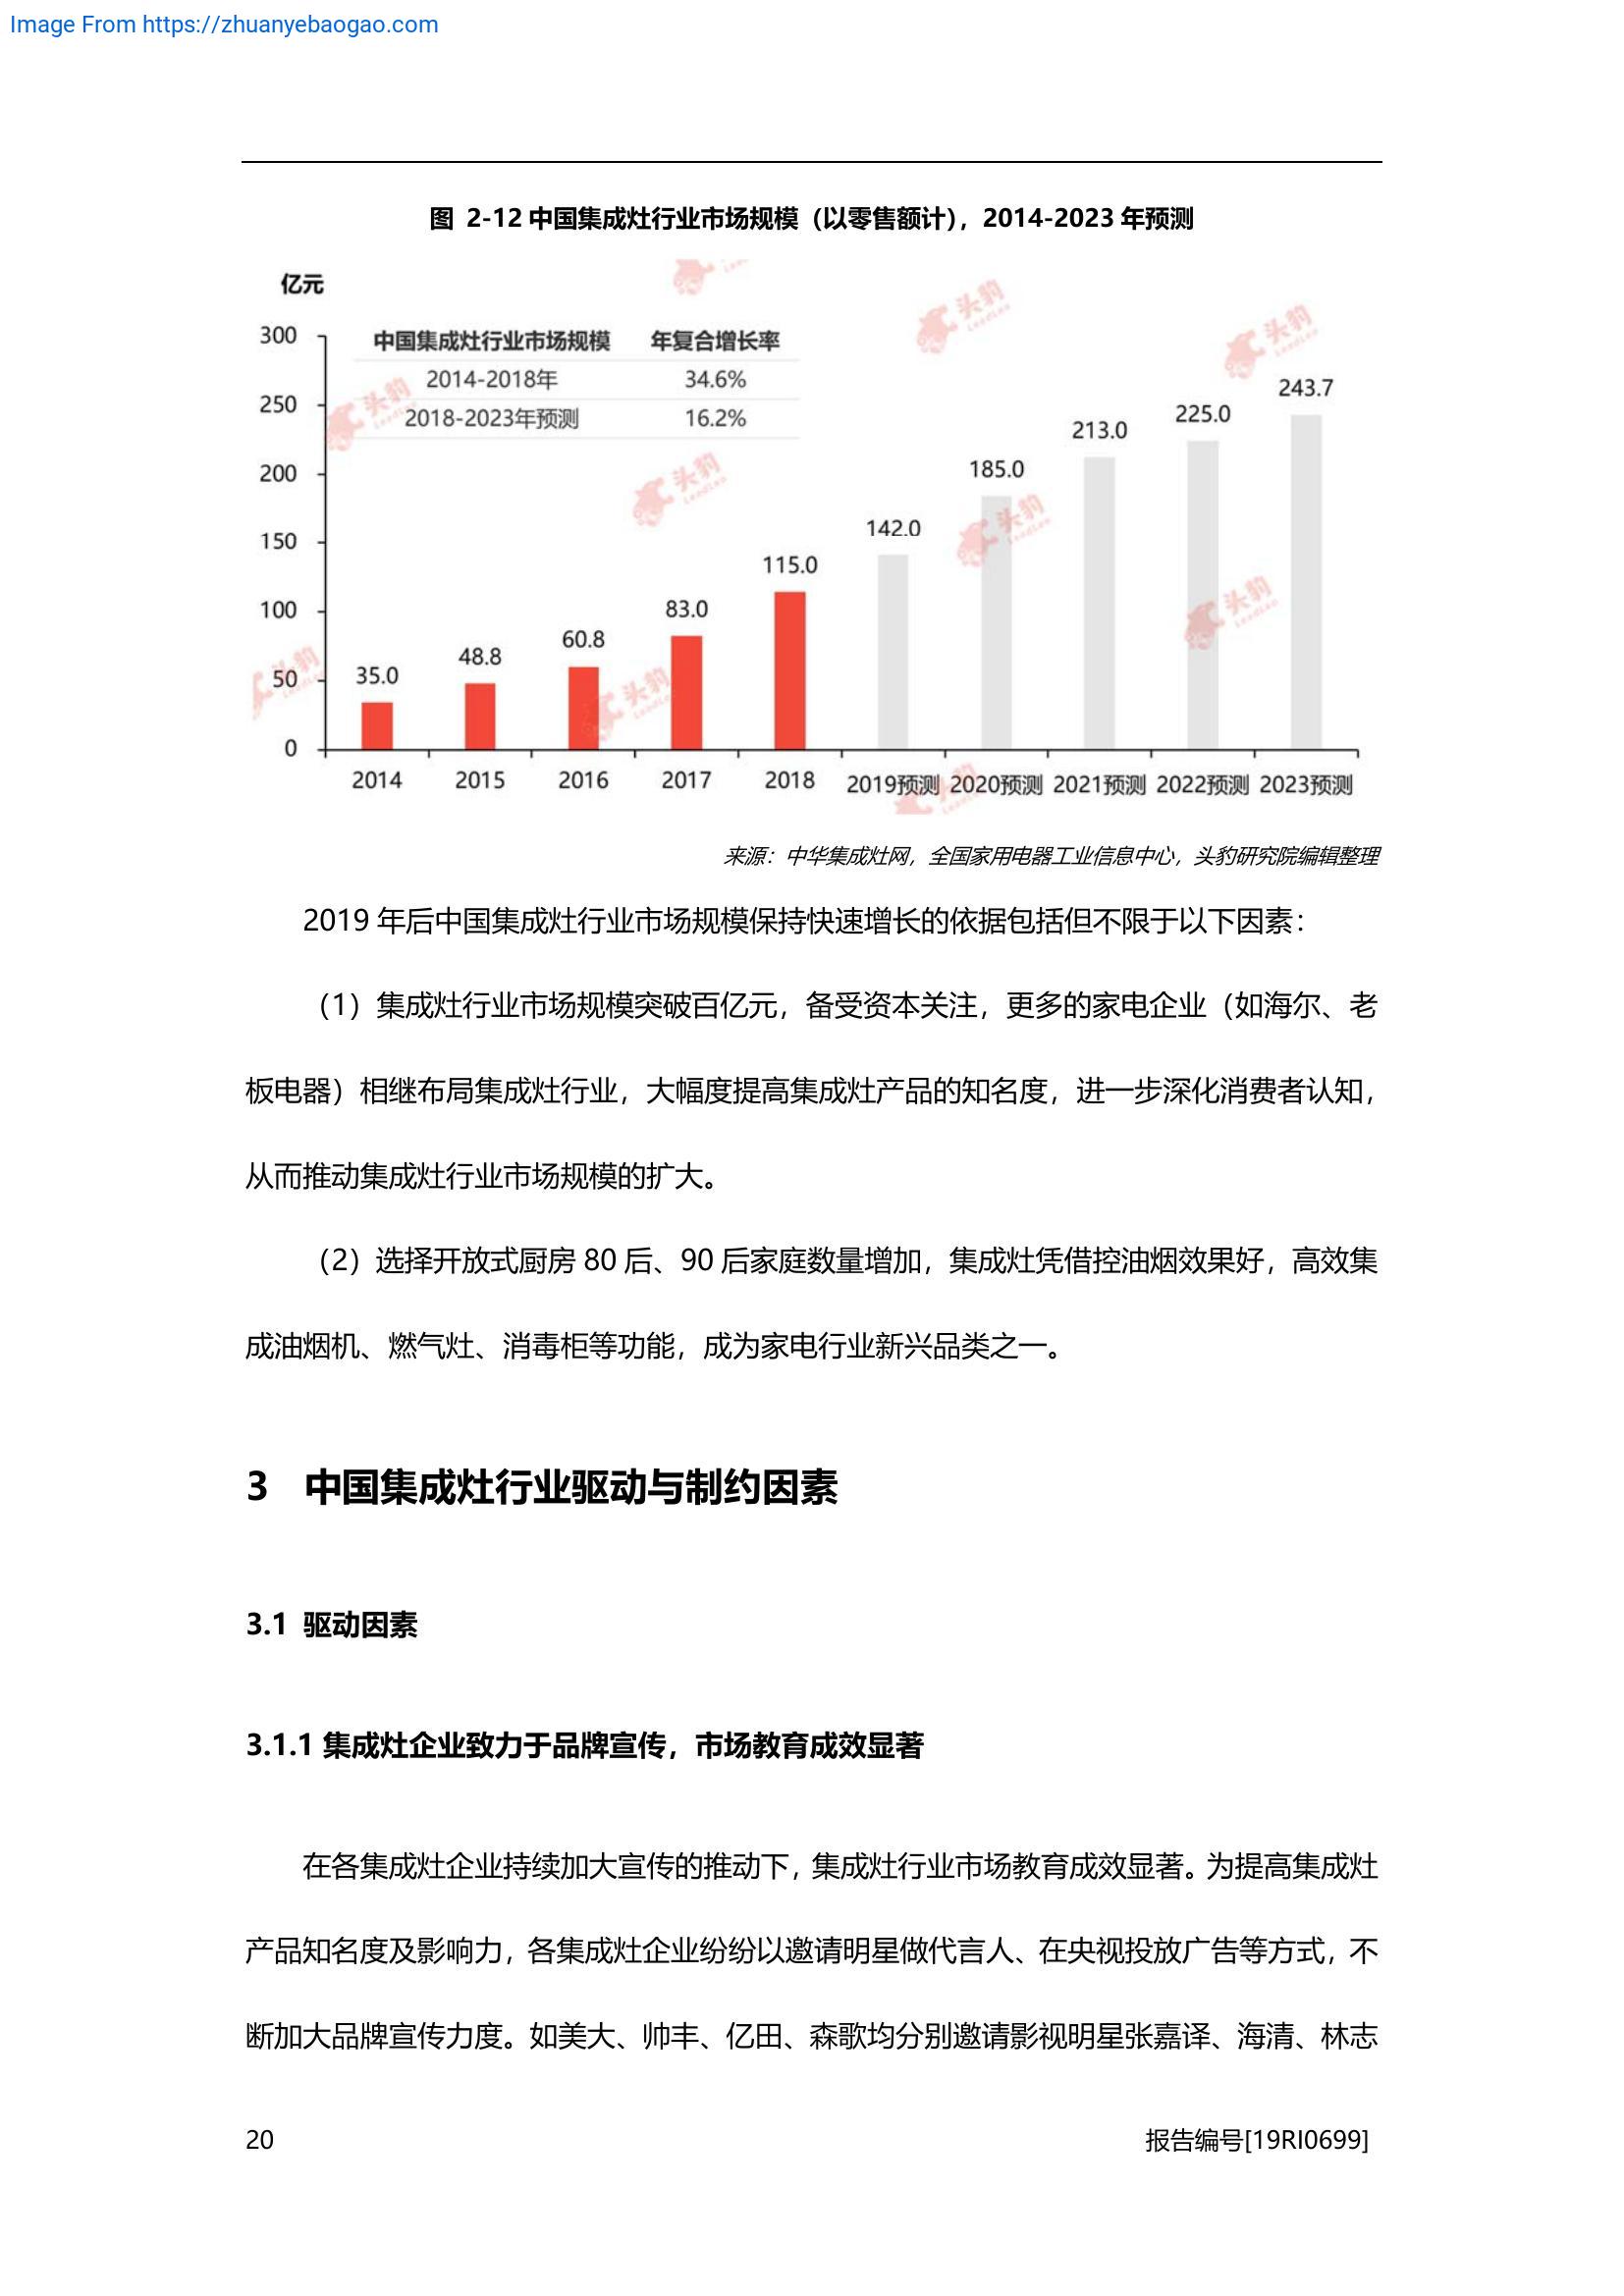 Image From https://zhuanyebaogao.com
图 2-12 中国集成灶行业市场规模（以零售额计），2014-2023 年预测
亿元
中国集成灶行业市场规模 年复合增长率
2014-2018年 34.6%
2018-2023年预测 16.2%
300
250
200
150
100
50
0
35.0
48.8
60.8
83.0
115.0
142.0
185.0
213.0
225.0
243.7
2014 2015 2016 2017 2018 2019预测 2020预测 2021预测 2022预测 2023预测
头豹
LeadLeo
头豹
LeadLeo
头豹
LeadLeo
头豹
LeadLeo
头豹
LeadLeo
头豹
LeadLeo
头豹
LeadLeo
来源：中华集成灶网，全国家用电器工业信息中心，头豹研究院编辑整理
2019 年后中国集成灶行业市场规模保持快速增长的依据包括但不限于以下因素：
（1）集成灶行业市场规模突破百亿元，备受资本关注，更多的家电企业（如海尔、老
板电器）相继布局集成灶行业，大幅度提高集成灶产品的知名度，进一步深化消费者认知，
从而推动集成灶行业市场规模的扩大。
（2）选择开放式厨房 80 后、90 后家庭数量增加，集成灶凭借控油烟效果好，高效集
成油烟机、燃气灶、消毒柜等功能，成为家电行业新兴品类之一。
3 中国集成灶行业驱动与制约因素
3.1 驱动因素
3.1.1 集成灶企业致力于品牌宣传，市场教育成效显著
在各集成灶企业持续加大宣传的推动下，集成灶行业市场教育成效显著。为提高集成灶
产品知名度及影响力，各集成灶企业纷纷以邀请明星做代言人、在央视投放广告等方式，不
断加大品牌宣传力度。如美大、帅丰、亿田、森歌均分别邀请影视明星张嘉译、海清、林志
20
报告编号[19RI0699]